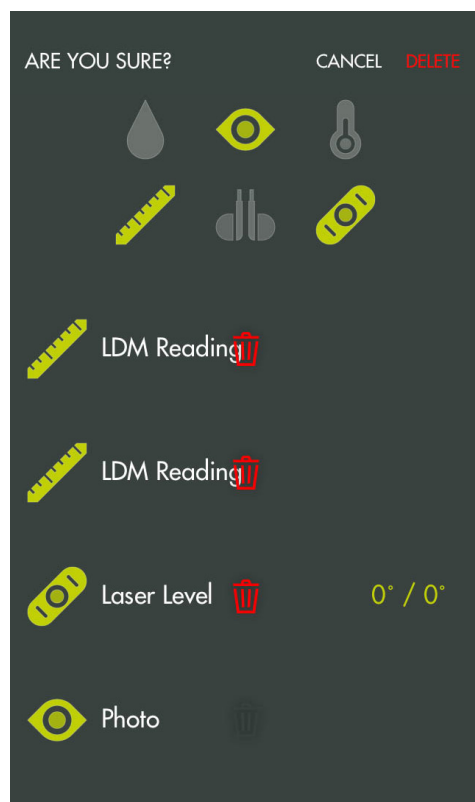 ARE YOU SURE? CANCEL DELETE
LDM Reading
LDM Reading
Laser Level 0° / 0°
Photo